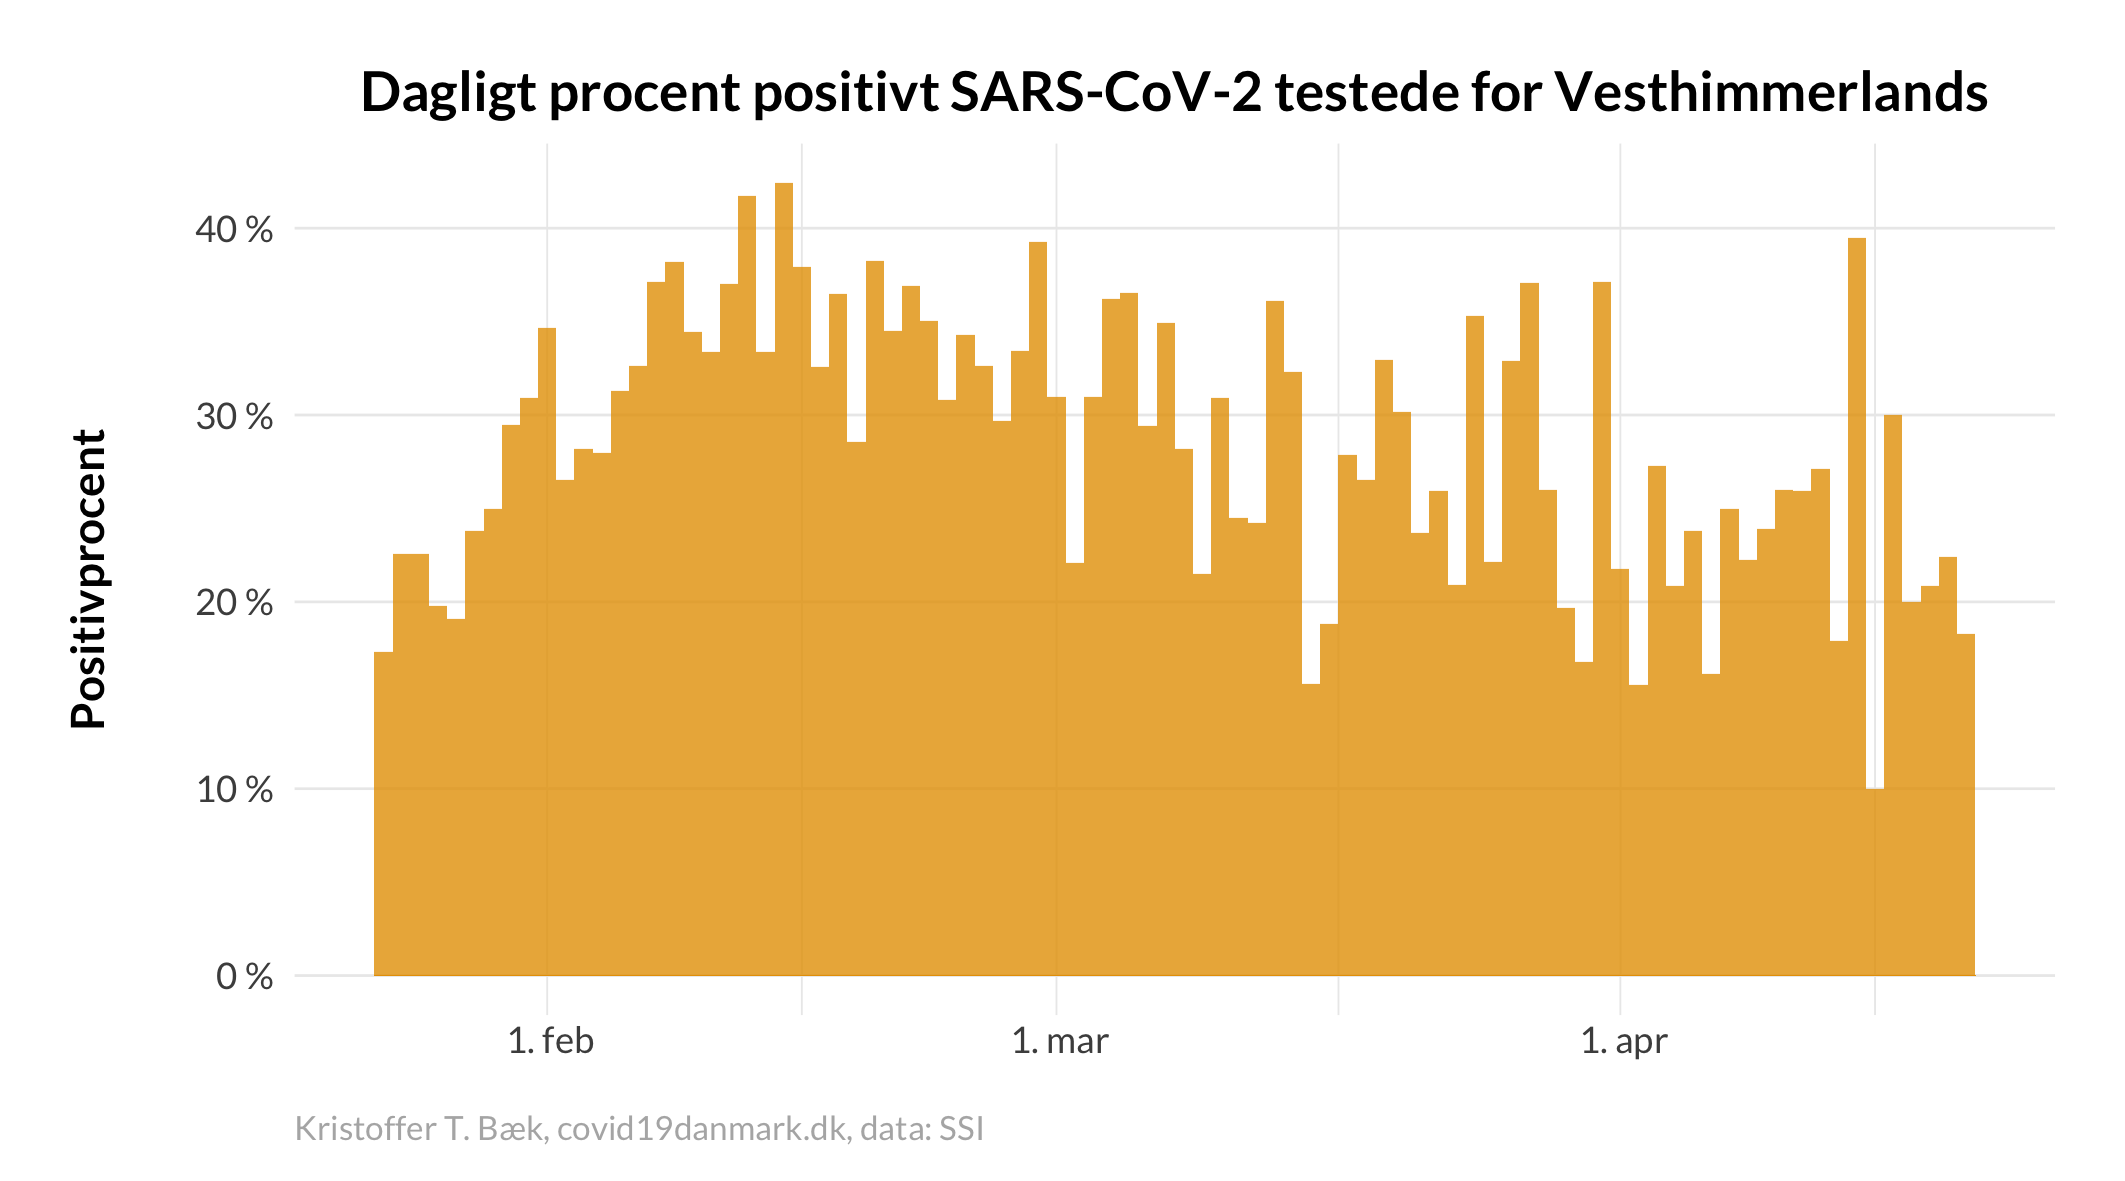 Dagligt procent positivt SARS-CoV-2 testede for Vesthimmerlands
Positivprocent
40 %
30 %
20 %
10 %
0 %
1. feb
1. mar
1. apr
Kristoffer T. Bæk, covid19danmark.dk, data: SSI